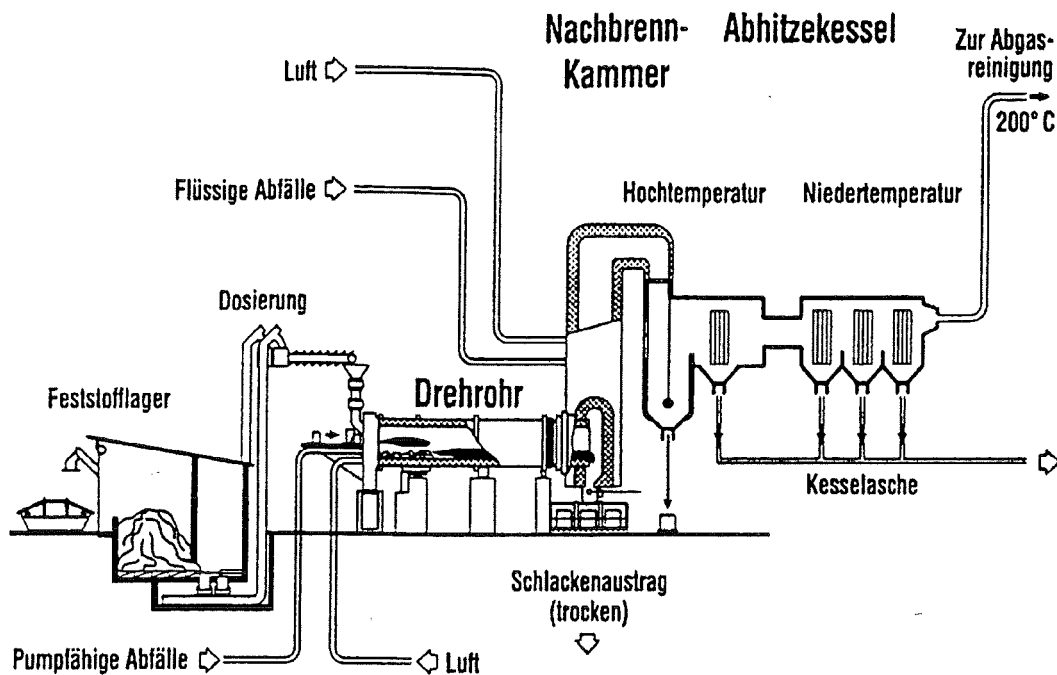 Nachbrenn-
Kammer
Abhitzekessel
Zur Abgas-
reinigung
200° C
Luft
Flüssige Abfälle
Hochtemperatur
Niedertemperatur
Dosierung
Feststofflager
Drehrohr
Kesselasche
Schlackenaustrag
(trocken)
Pumpfähige Abfälle
Luft